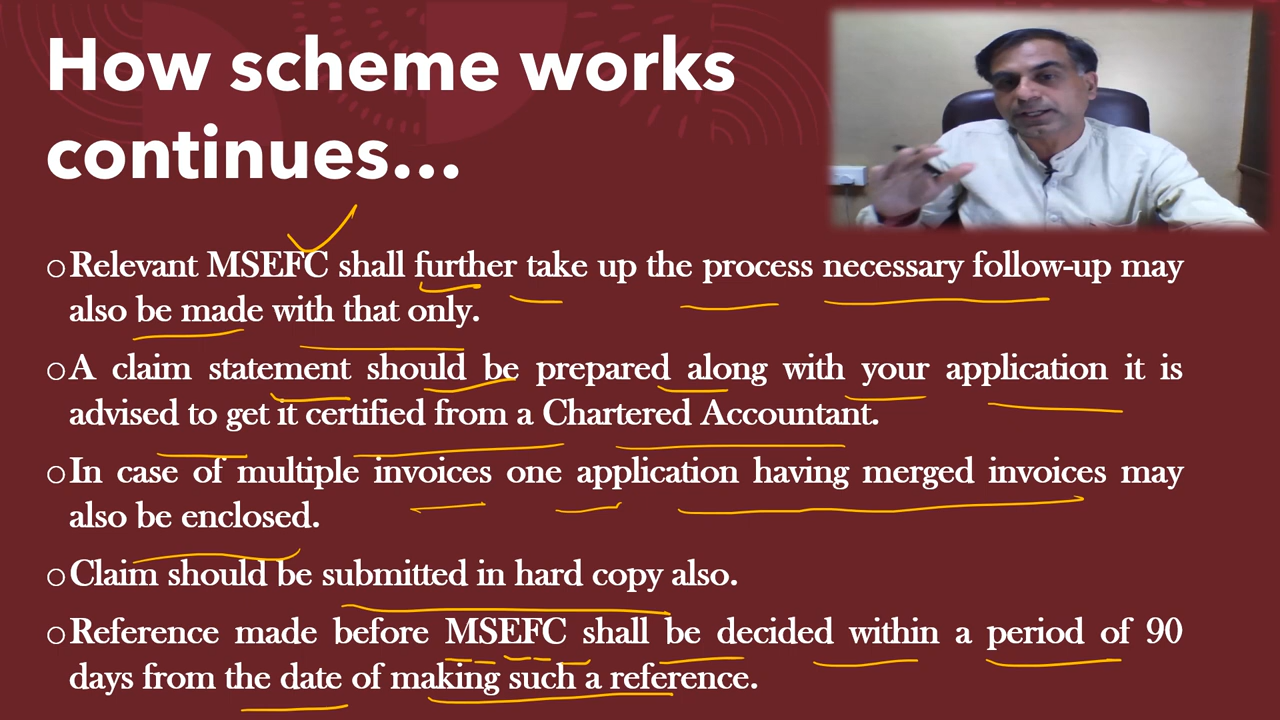 How scheme works
continues...
○Relevant MSEFC shall further take up the process necessary follow-up may
also be made with that only.
○A claim statement should be prepared along with your application it is
advised to get it certified from a Chartered Accountant.
○In case of multiple invoices one application having merged invoices may
also be enclosed.
○Claim should be submitted in hard copy also.
○Reference made before MSEFC shall be decided within a period of 90
days from the date of making such a reference.